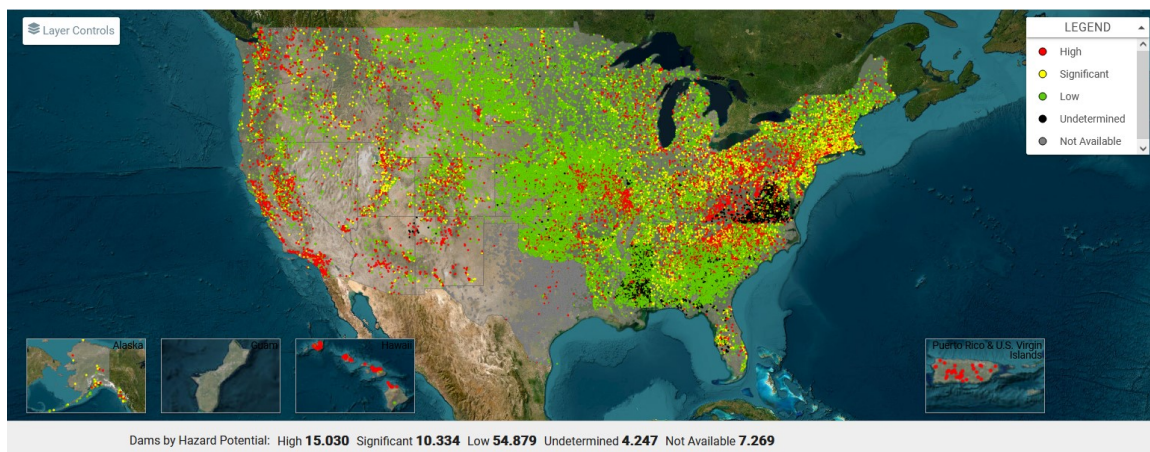 Layer Controls
LEGEND
High
Significant
Low
Undetermined
Not Available
Alaska
Guam
Hawaii
Puerto Rico & U.S. Virgin
Islands
Dams by Hazard Potential: High 15.030 Significant 10.334 Low 54.879 Undetermined 4.247 Not Available 7.269